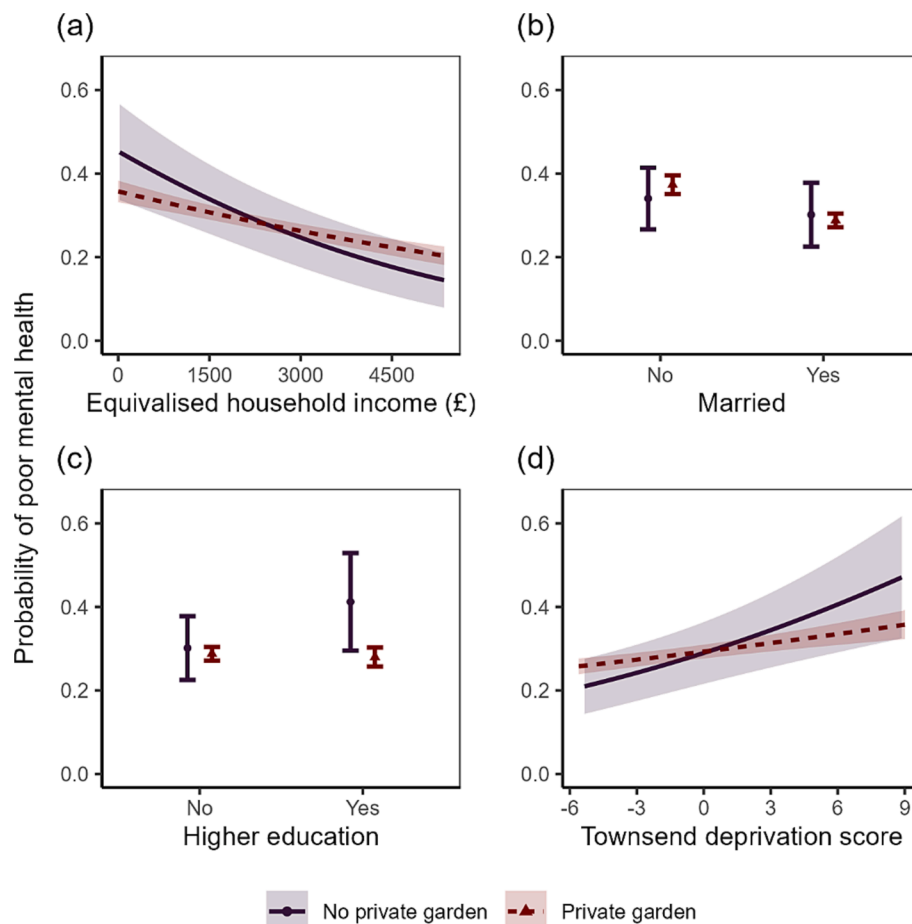 (a)
(b)
0.6
0.4
0.2
0.0
0 1500 3000 4500
Equivalised household income (£)
No Yes
Married
Probability of poor mental health
(c)
(d)
0.6
0.4
0.2
0.0
No Yes
Higher education
-6 -3 0 3 6 9
Townsend deprivation score
0.6
0.4
0.2
0.0
0.6
0.4
0.2
0.0
No private garden Private garden